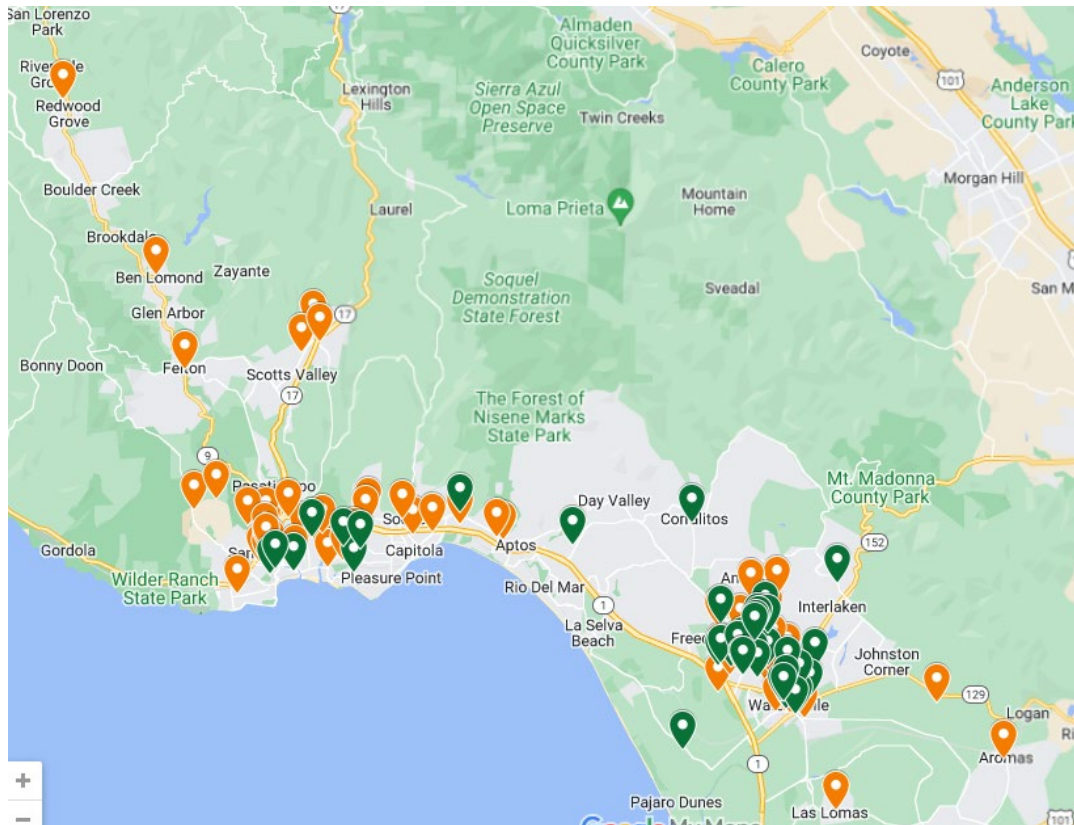 San Lorenzo
Park
17
Almaden
Quicksilver
County Park
Coyote
Calero
County Park
101
Anderson
Lake
County Park
Redwood
Grove
Lexington
Hills
Sierra Azul
Open Space
Preserve
Twin Creeks
Morgan Hill
Boulder Creek
Laurel
Loma Prieta
Mountain
Home
Ben Lomond
Zayante
Glen Arbor
Soquel
Demonstration
State Forest
Sveadal
San M
17
Bonny Doon
Scotts Valley
17
The Forest of
Nisene Marks
State Park
9
Mt. Madonna
County Park
Day Valley
Gordola
Capitola
Aptos
152
Wilder Ranch
State Park
Pleasure Point
Rio Del Mar
1
Interlaken
La Selva
Beach
Johnston
Corner
129
Logan
Aromas
1
Pajaro Dunes
Las Lomas
101
+
−